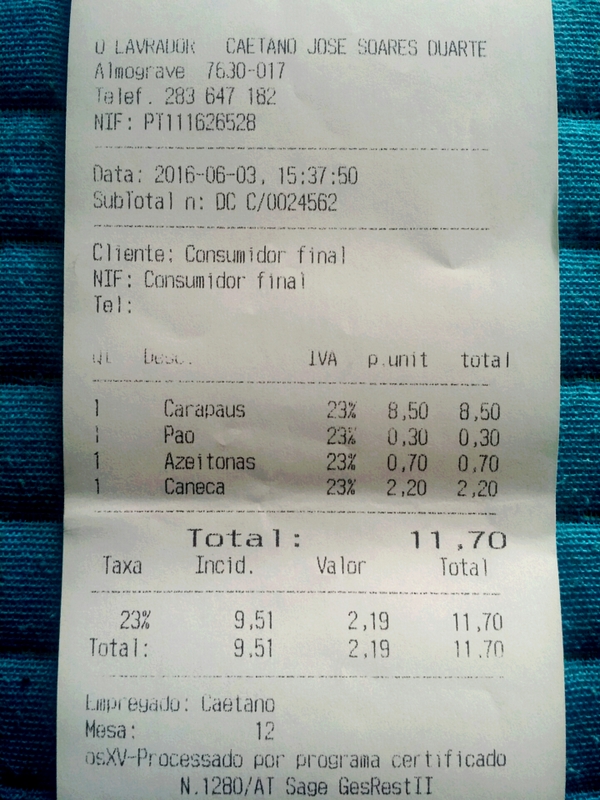 O LAVRADOR CAETANO JOSE SOARES DUARTE
Almograve 7630-017
Telef. 283 647 182
NIF: PT111626528
Data: 2016-06-03, 15:37:50
SubTotal n: DC C/0024562
Cliente: Consumidor final
NIF: Consumidor final
Tel:
qt Desc. IVA p.unit total
1 Carapaus 23% 8,50 8,50
1 Pao 23% 0,30 0,30
1 Azeitonas 23% 0,70 0,70
1 Caneca 23% 2,20 2,20
Total: 11,70
Taxa Incid. Valor Total
23% 9,51 2,19 11,70
Total: 9,51 2,19 11,70
Empregado: Caetano
Mesa: 12
osXV-Processado por programa certificado
N.1280/AT Sage GesRestII